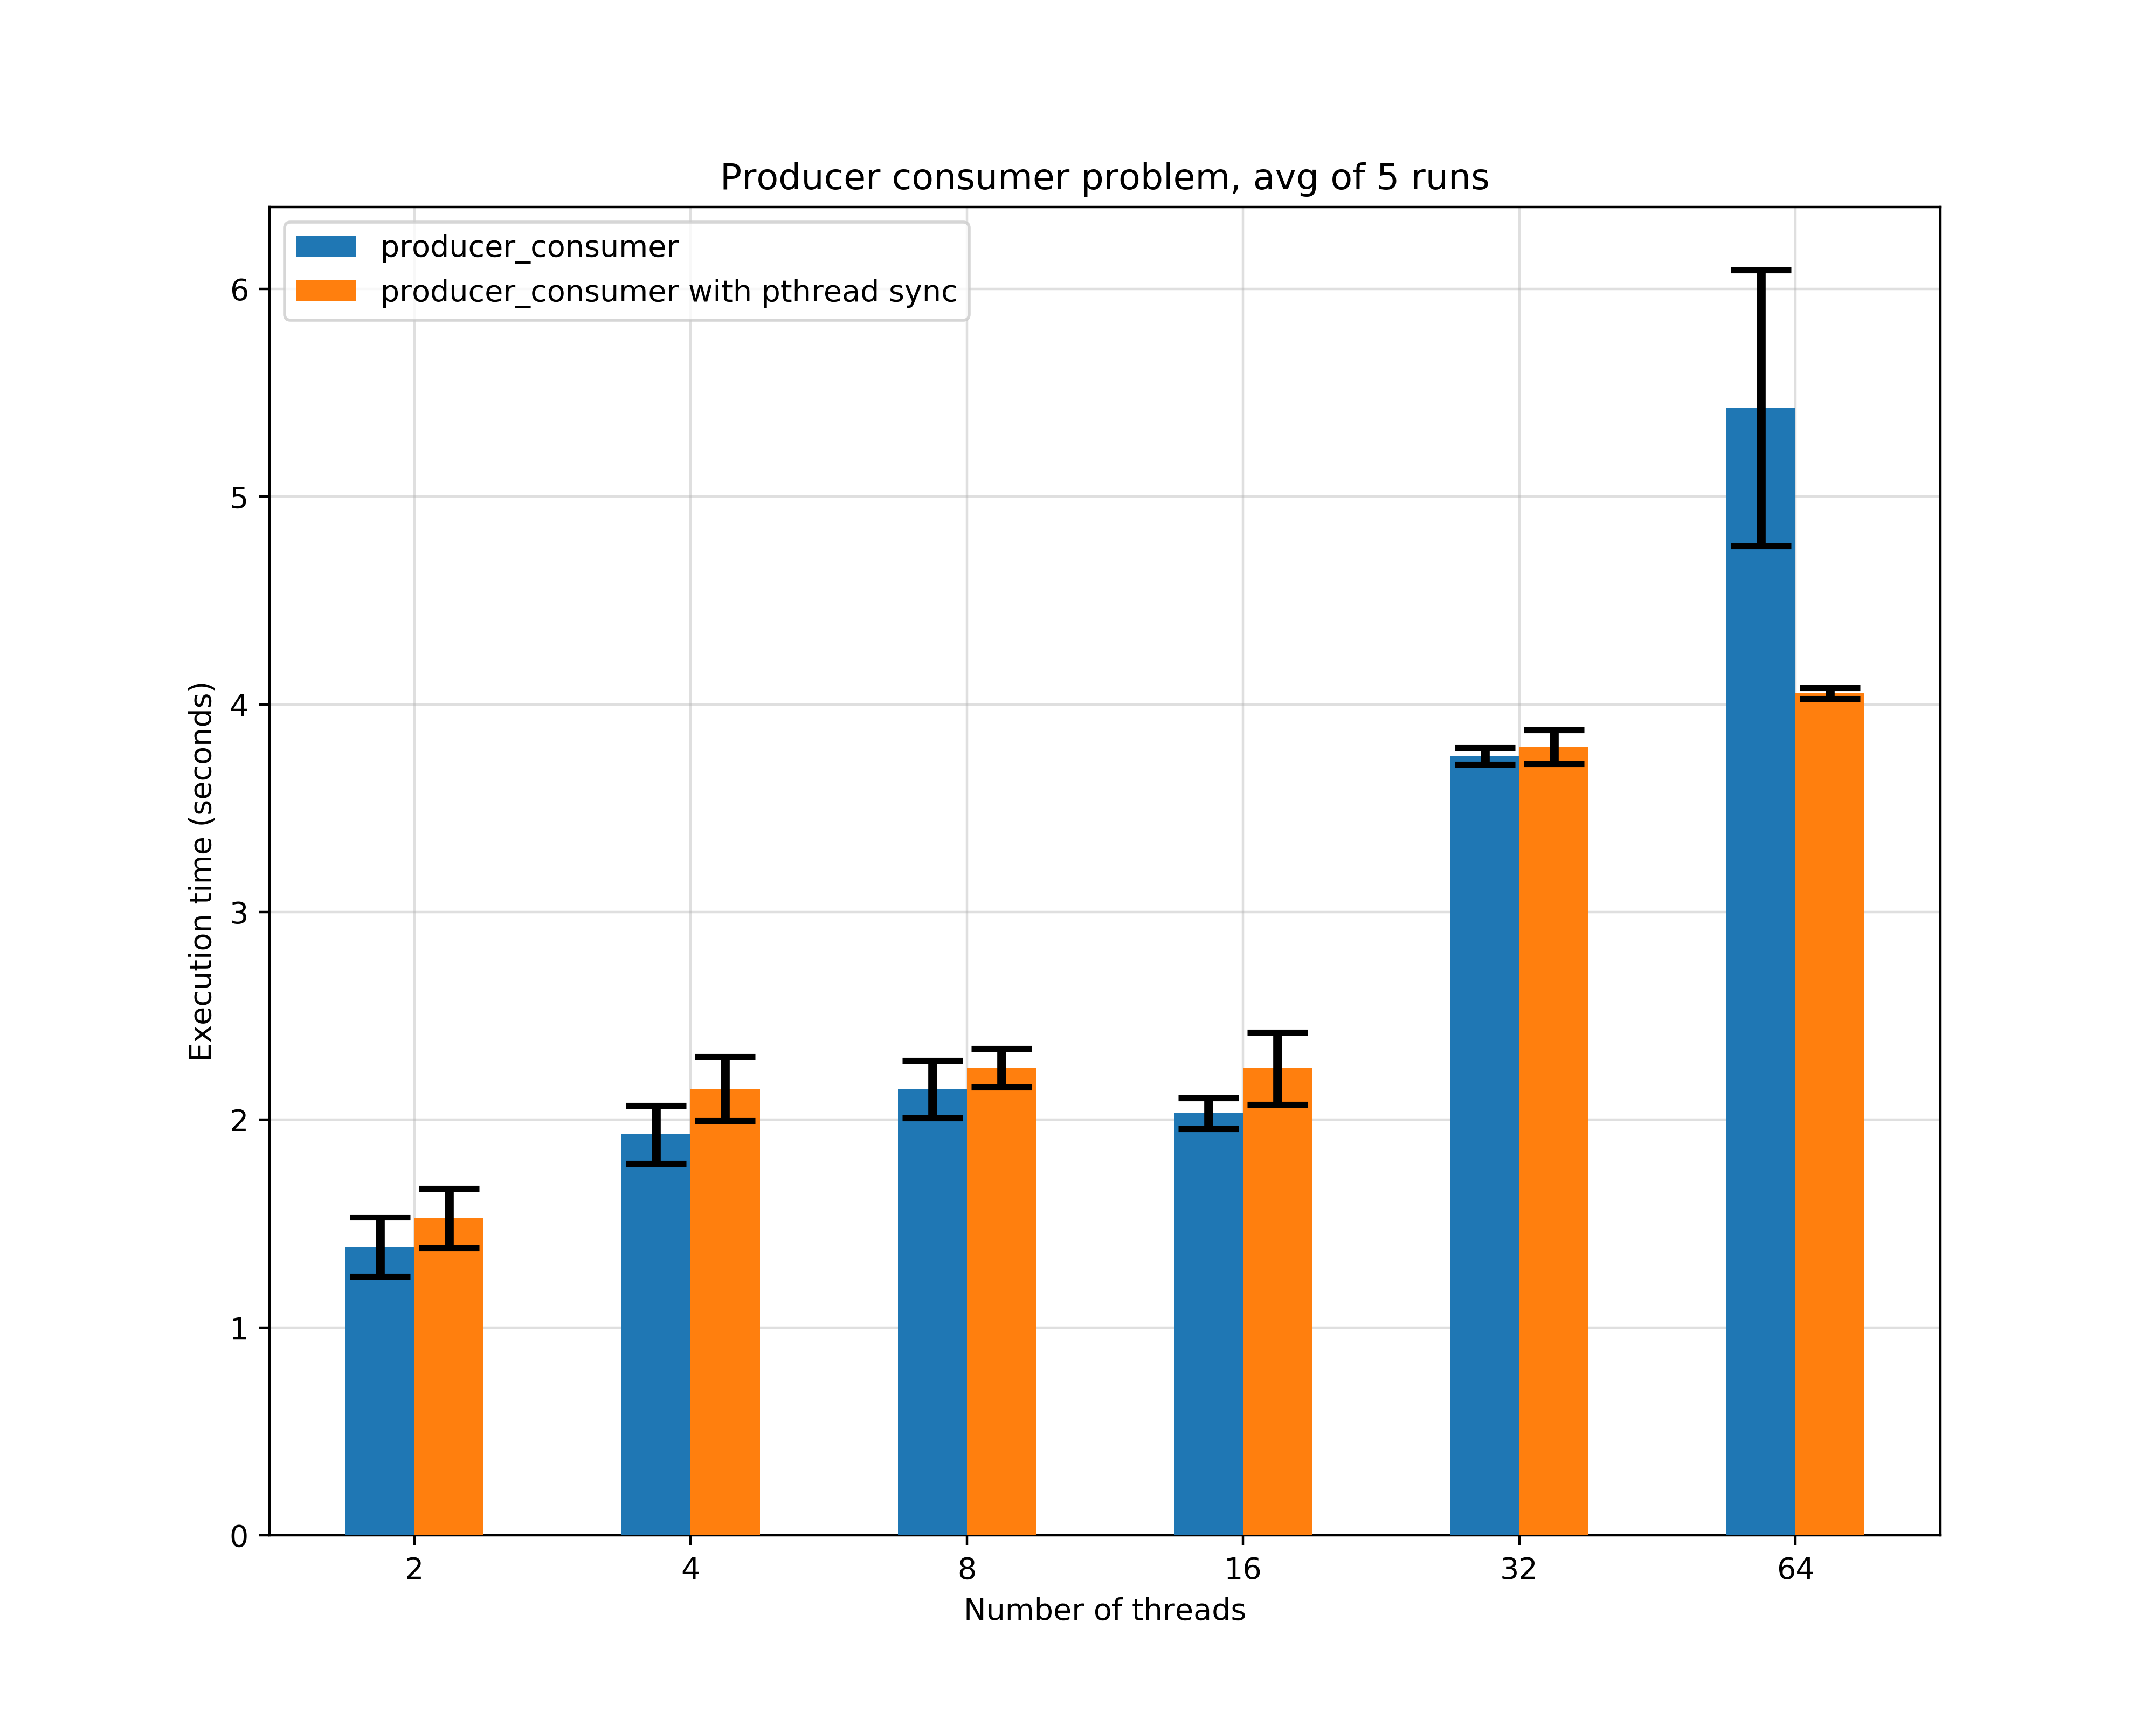 Producer consumer problem, avg of 5 runs
producer_consumer
producer_consumer with pthread sync
Execution time (seconds)
6
5
4
3
2
1
0
2 4 8 16 32 64
Number of threads